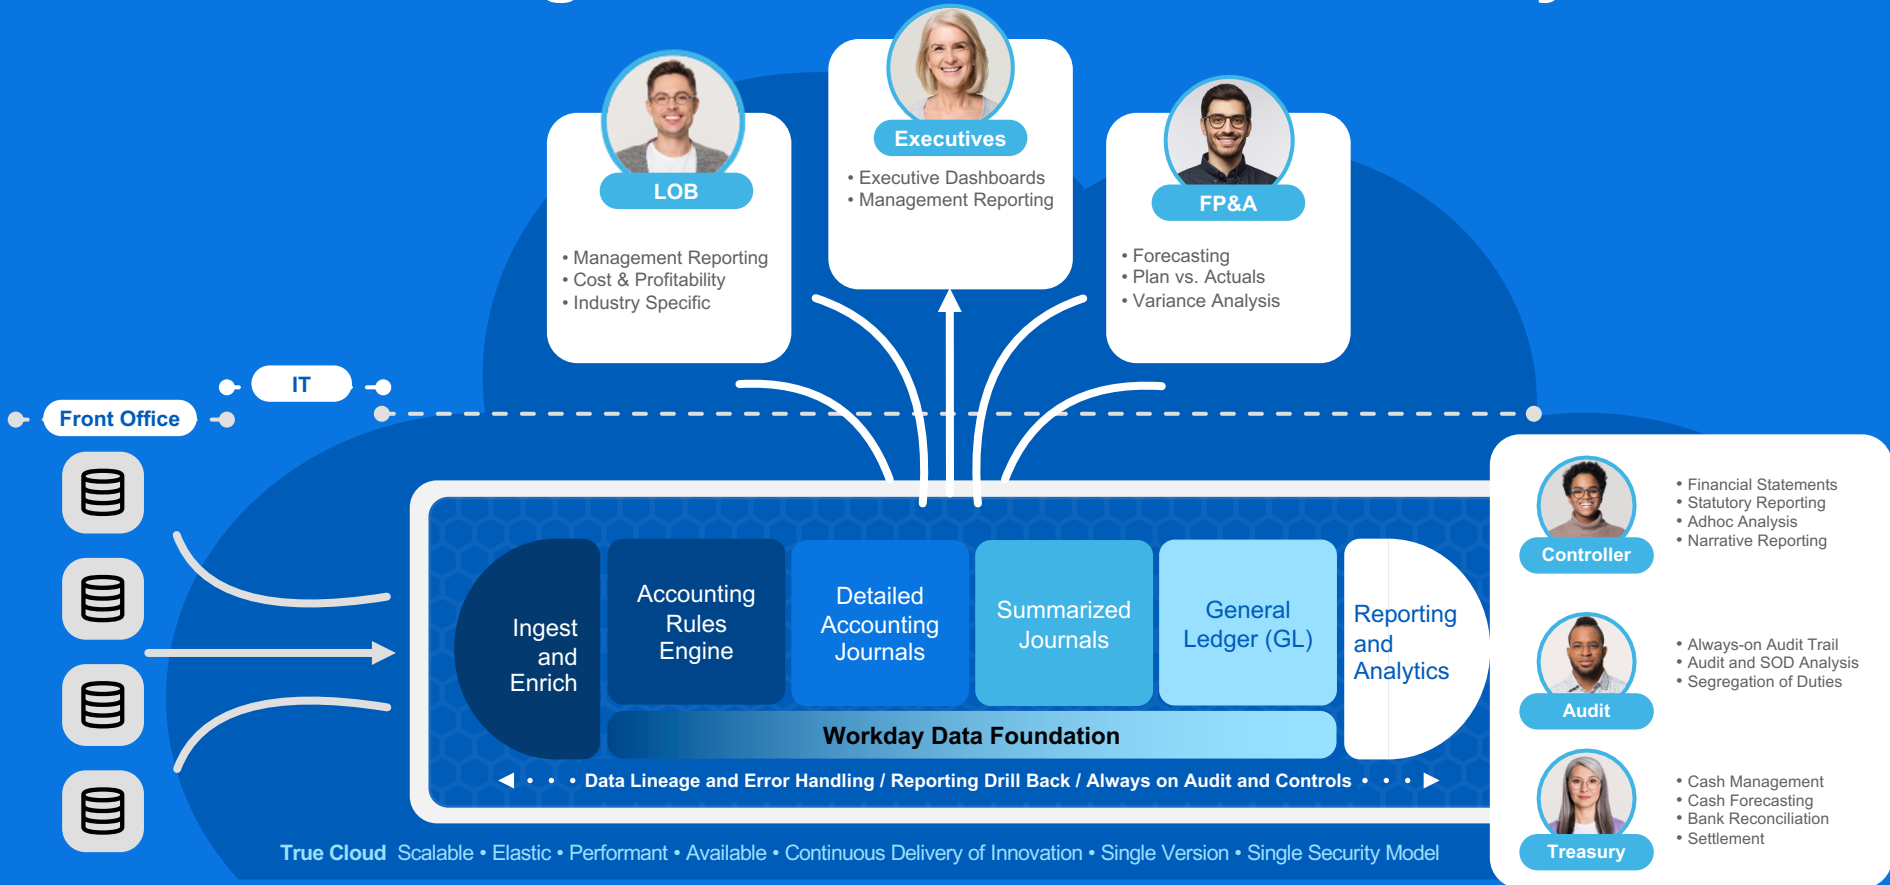 Executives
• Executive Dashboards
• Management Reporting
LOB
• Management Reporting
• Cost & Profitability
• Industry Specific
FP&A
• Forecasting
• Plan vs. Actuals
• Variance Analysis
IT
Front Office
Ingest
and
Enrich
Accounting
Rules
Engine
Detailed
Accounting
Journals
Summarized
Journals
General
Ledger (GL)
Reporting
and
Analytics
Workday Data Foundation
• • • Data Lineage and Error Handling / Reporting Drill Back / Always on Audit and Controls • • •
True Cloud Scalable • Elastic • Performant • Available • Continuous Delivery of Innovation • Single Version • Single Security Model
Controller
• Financial Statements
• Statutory Reporting
• Adhoc Analysis
• Narrative Reporting
Audit
• Always-on Audit Trail
• Audit and SOD Analysis
• Segregation of Duties
Treasury
• Cash Management
• Cash Forecasting
• Bank Reconciliation
• Settlement